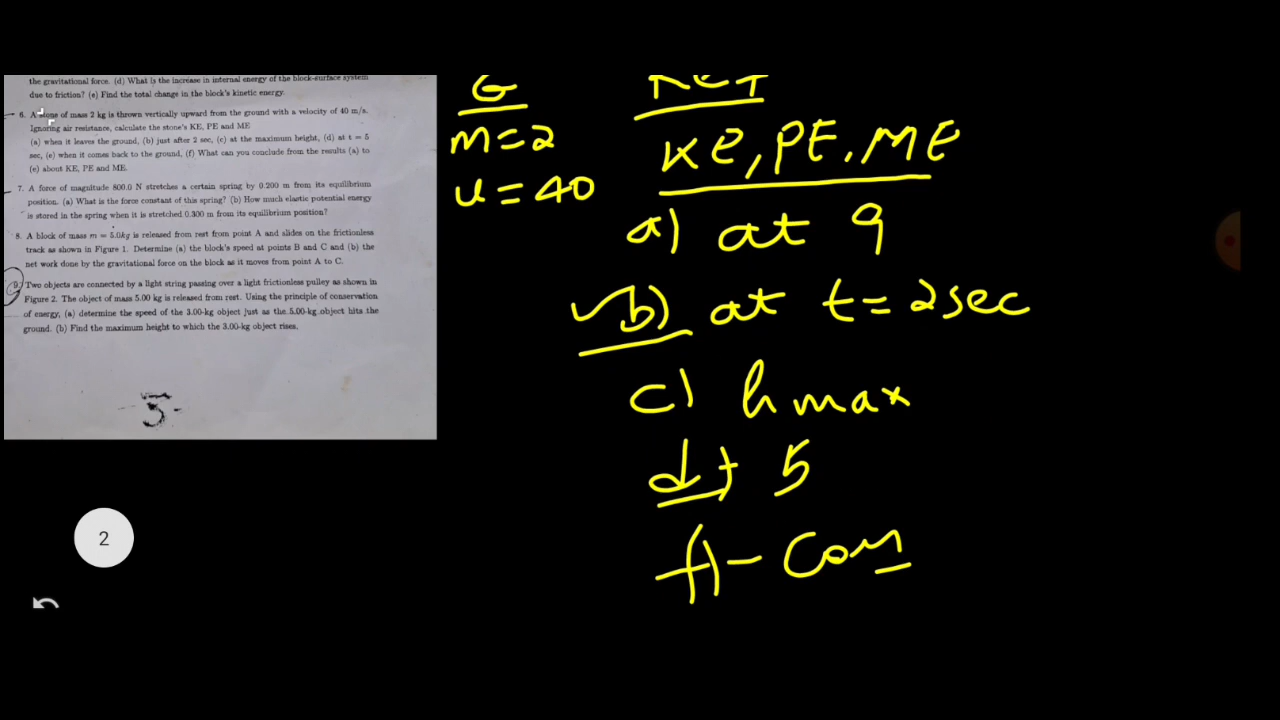 the gravitational force. (d) What is the increase in internal energy of the block-surface system
due to friction? (e) Find the total change in the block's kinetic energy.
6. A stone of mass 2 kg is thrown vertically upward from the ground with a velocity of 40 m/s.
Ignoring air resistance, calculate the stone's KE, PE and ME
(a) when it leaves the ground, (b) just after 2 sec, (c) at the maximum height, (d) at t = 5
sec, (e) when it comes back to the ground, (f) What can you conclude from the results (a) to
(e) about KE, PE and ME.
7. A force of magnitude 800.0 N stretches a certain spring by 0.200 m from its equilibrium
position. (a) What is the force constant of this spring? (b) How much elastic potential energy
is stored in the spring when it is stretched 0.300 m from its equilibrium position?
8. A block of mass m = 5.0kg is released from rest from point A and slides on the frictionless
track as shown in Figure 1. Determine (a) the block's speed at points B and C and (b) the
net work done by the gravitational force on the block as it moves from point A to C.
9. Two objects are connected by a light string passing over a light frictionless pulley as shown in
Figure 2. The object of mass 5.00 kg is released from rest. Using the principle of conservation
of energy, (a) determine the speed of the 3.00-kg object just as the 5.00-kg object hits the
ground. (b) Find the maximum height to which the 3.00-kg object rises.
5
G
m=2
u=40
KE, PE, ME
a) at 9
b) at t=2sec
c) h max
d) 5
f)- Con
2